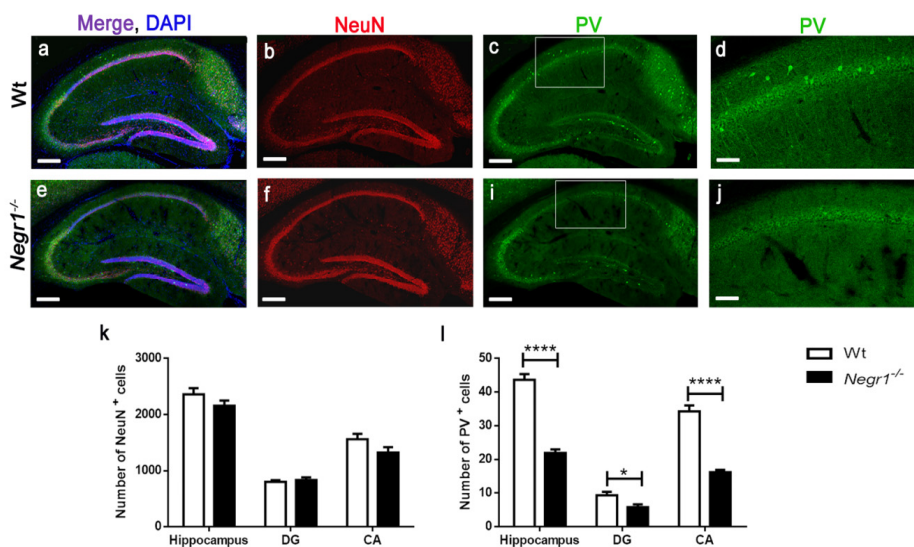 Merge, DAPI
NeuN
PV
PV
Wt
a
b
c
d
Negr1-/-
e
f
i
j
k
Number of NeuN + cells
3000
2000
1000
0
Hippocampus
DG
CA
l
Number of PV + cells
50
40
30
20
10
0
****
*
****
Hippocampus
DG
CA
Wt
Negr1-/-